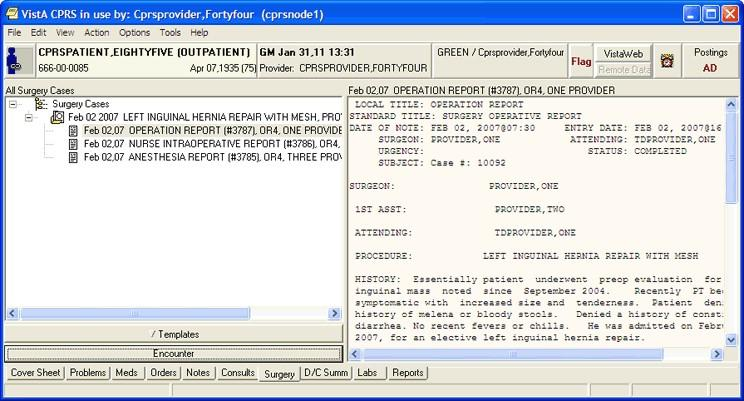 VistA CPRS in use by: Cprsprovider,Fortyfour (cprsnode1)
File Edit View Action Options Tools Help
CPRSPATIENT,EIGHTYFIVE (OUTPATIENT) GM Jan 31,11 13:31 GREEN / Cprsprovider,Fortyfour Flag VistaWeb Postings
666-00-0085 Apr 07,1935 (75) Provider: CPRSPROVIDER,FORTYFOUR Remote Data AD
All Surgery Cases
Surgery Cases
Feb 02 2007 LEFT INGUINAL HERNIA REPAIR WITH MESH, PRO
Feb 02,07 OPERATION REPORT (#3787), OR4, ONE PROVIDE
Feb 02,07 NURSE INTRAOPERATIVE REPORT (#3786), OR4,
Feb 02,07 ANESTHESIA REPORT (#3785), OR4, THREE PROV
/ Templates
Encounter
Feb 02,07 OPERATION REPORT (#3787), OR4, ONE PROVIDER
LOCAL TITLE: OPERATION REPORT
STANDARD TITLE: SURGERY OPERATIVE REPORT
DATE OF NOTE: FEB 02, 2007@07:30 ENTRY DATE: FEB 02, 2007@16
SURGEON: PROVIDER,ONE ATTENDING: TDPROVIDER,ONE
URGENCY: STATUS: COMPLETED
SUBJECT: Case #: 10092
SURGEON: PROVIDER,ONE
1ST ASST: PROVIDER,TWO
ATTENDING: TDPROVIDER,ONE
PROCEDURE: LEFT INGUINAL HERNIA REPAIR WITH MESH
HISTORY: Essentially patient underwent preop evaluation for
inguinal mass noted since September 2004. Recently PT be
symptomatic with increased size and tenderness. Patient den
history of melena or bloody stools. Denied a history of const
diarrhea. No recent fevers or chills. He was admitted on Febr
2007, for an elective left inguinal hernia repair.
Cover Sheet Problems Meds Orders Notes Consults Surgery D/C Summ Labs Reports